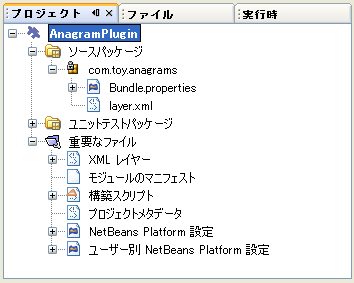 プロジェクト
ファイル
実行時
AnagramPlugin
ソースパッケージ
com.toy.anagrams
Bundle.properties
layer.xml
ユニットテストパッケージ
重要なファイル
XML レイヤー
モジュールのマニフェスト
構築スクリプト
プロジェクトメタデータ
NetBeans Platform 設定
ユーザー別 NetBeans Platform 設定